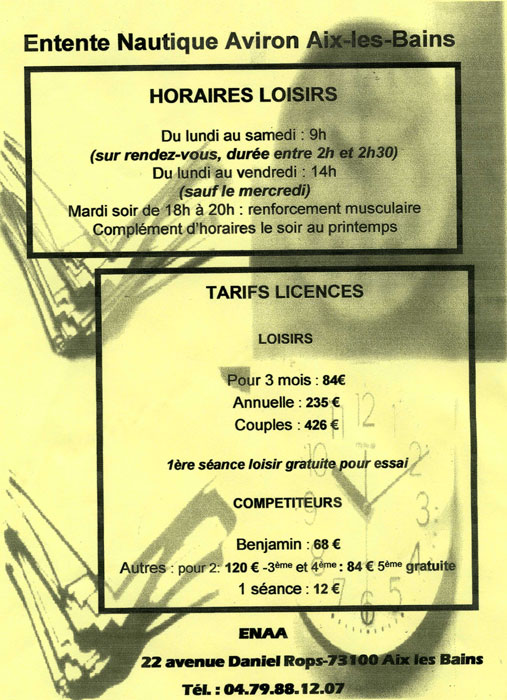 Entente Nautique Aviron Aix-les-Bains
HORAIRES LOISIRS
Du lundi au samedi : 9h
(sur rendez-vous, durée entre 2h et 2h30)
Du lundi au vendredi : 14h
(sauf le mercredi)
Mardi soir de 18h à 20h : renforcement musculaire
Complément d'horaires le soir au printemps
TARIFS LICENCES
LOISIRS
Pour 3 mois : 84€
Annuelle : 235 €
Couples : 426 €
1ère séance loisir gratuite pour essai
COMPETITEURS
Benjamin : 68 €
Autres : pour 2: 120 € -3ème et 4ème : 84 € 5ème gratuite
1 séance : 12 €
ENAA
22 avenue Daniel Rops-73100 Aix les Bains
Tél. : 04.79.88.12.07